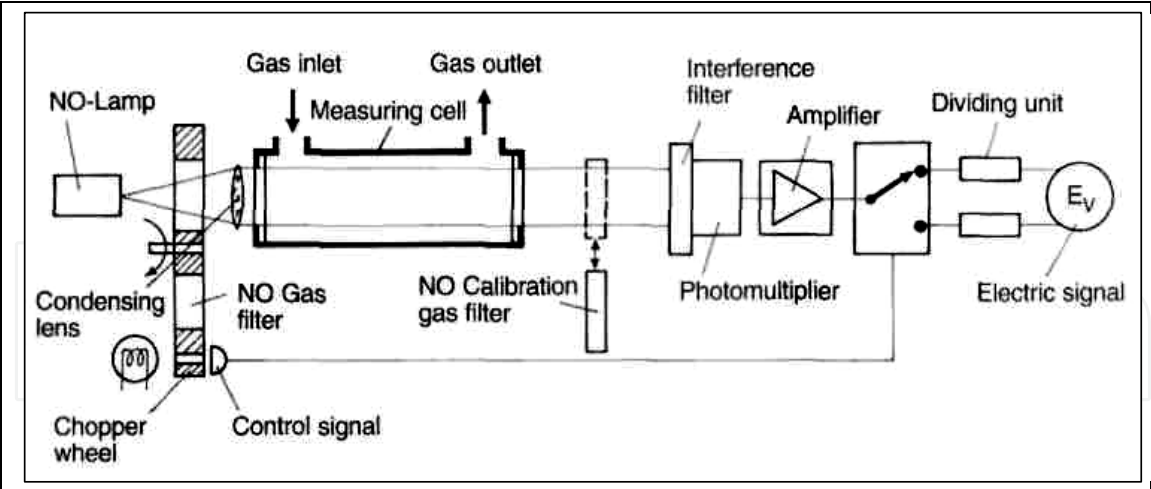 Gas inlet
Gas outlet
Interference
filter
NO-Lamp
Measuring cell
Amplifier
Dividing unit
E_V
Condensing
lens
NO Gas
filter
NO Calibration
gas filter
Photomultiplier
Electric signal
Chopper
wheel
Control signal